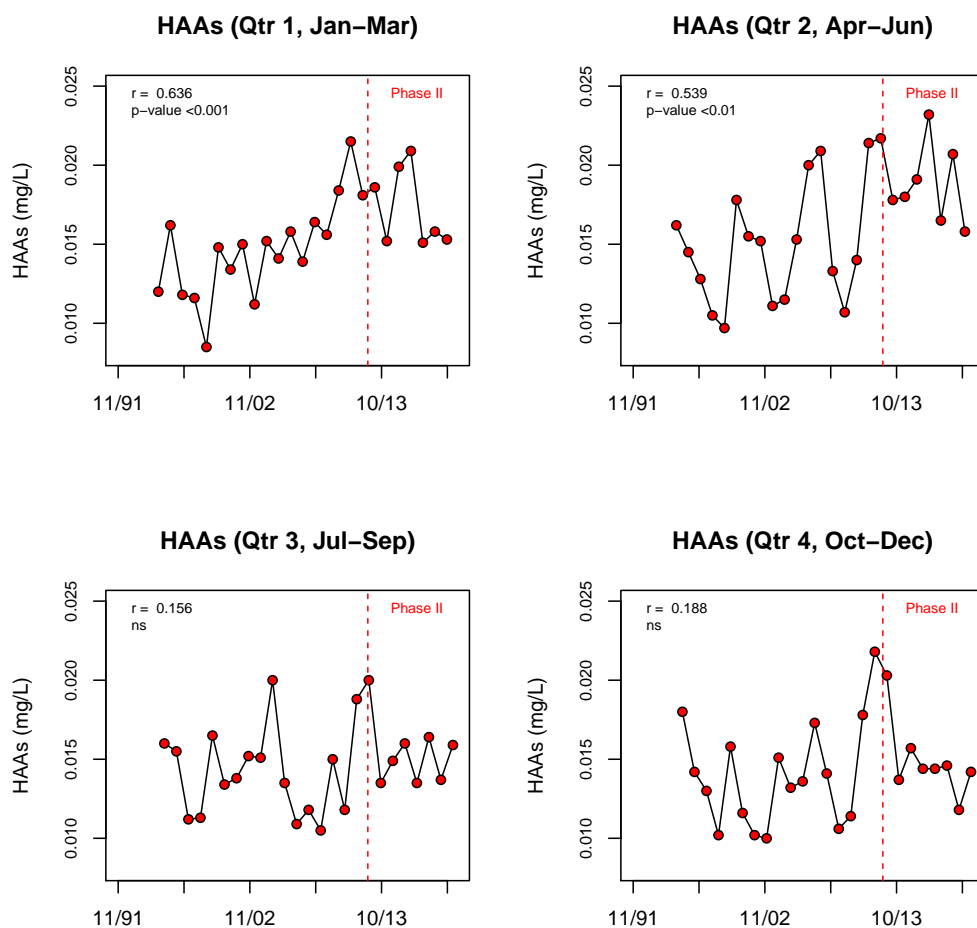 HAAs (Qtr 1, Jan−Mar)
r =  0.636
p−value <0.001
Phase II
HAAs (mg/L)
0.025
0.020
0.015
0.010
11/91
11/02
10/13
HAAs (Qtr 2, Apr−Jun)
r =  0.539
p−value <0.01
Phase II
HAAs (mg/L)
0.025
0.020
0.015
0.010
11/91
11/02
10/13
HAAs (Qtr 3, Jul−Sep)
r =  0.156
ns
Phase II
HAAs (mg/L)
0.025
0.020
0.015
0.010
11/91
11/02
10/13
HAAs (Qtr 4, Oct−Dec)
r =  0.188
ns
Phase II
HAAs (mg/L)
0.025
0.020
0.015
0.010
11/91
11/02
10/13